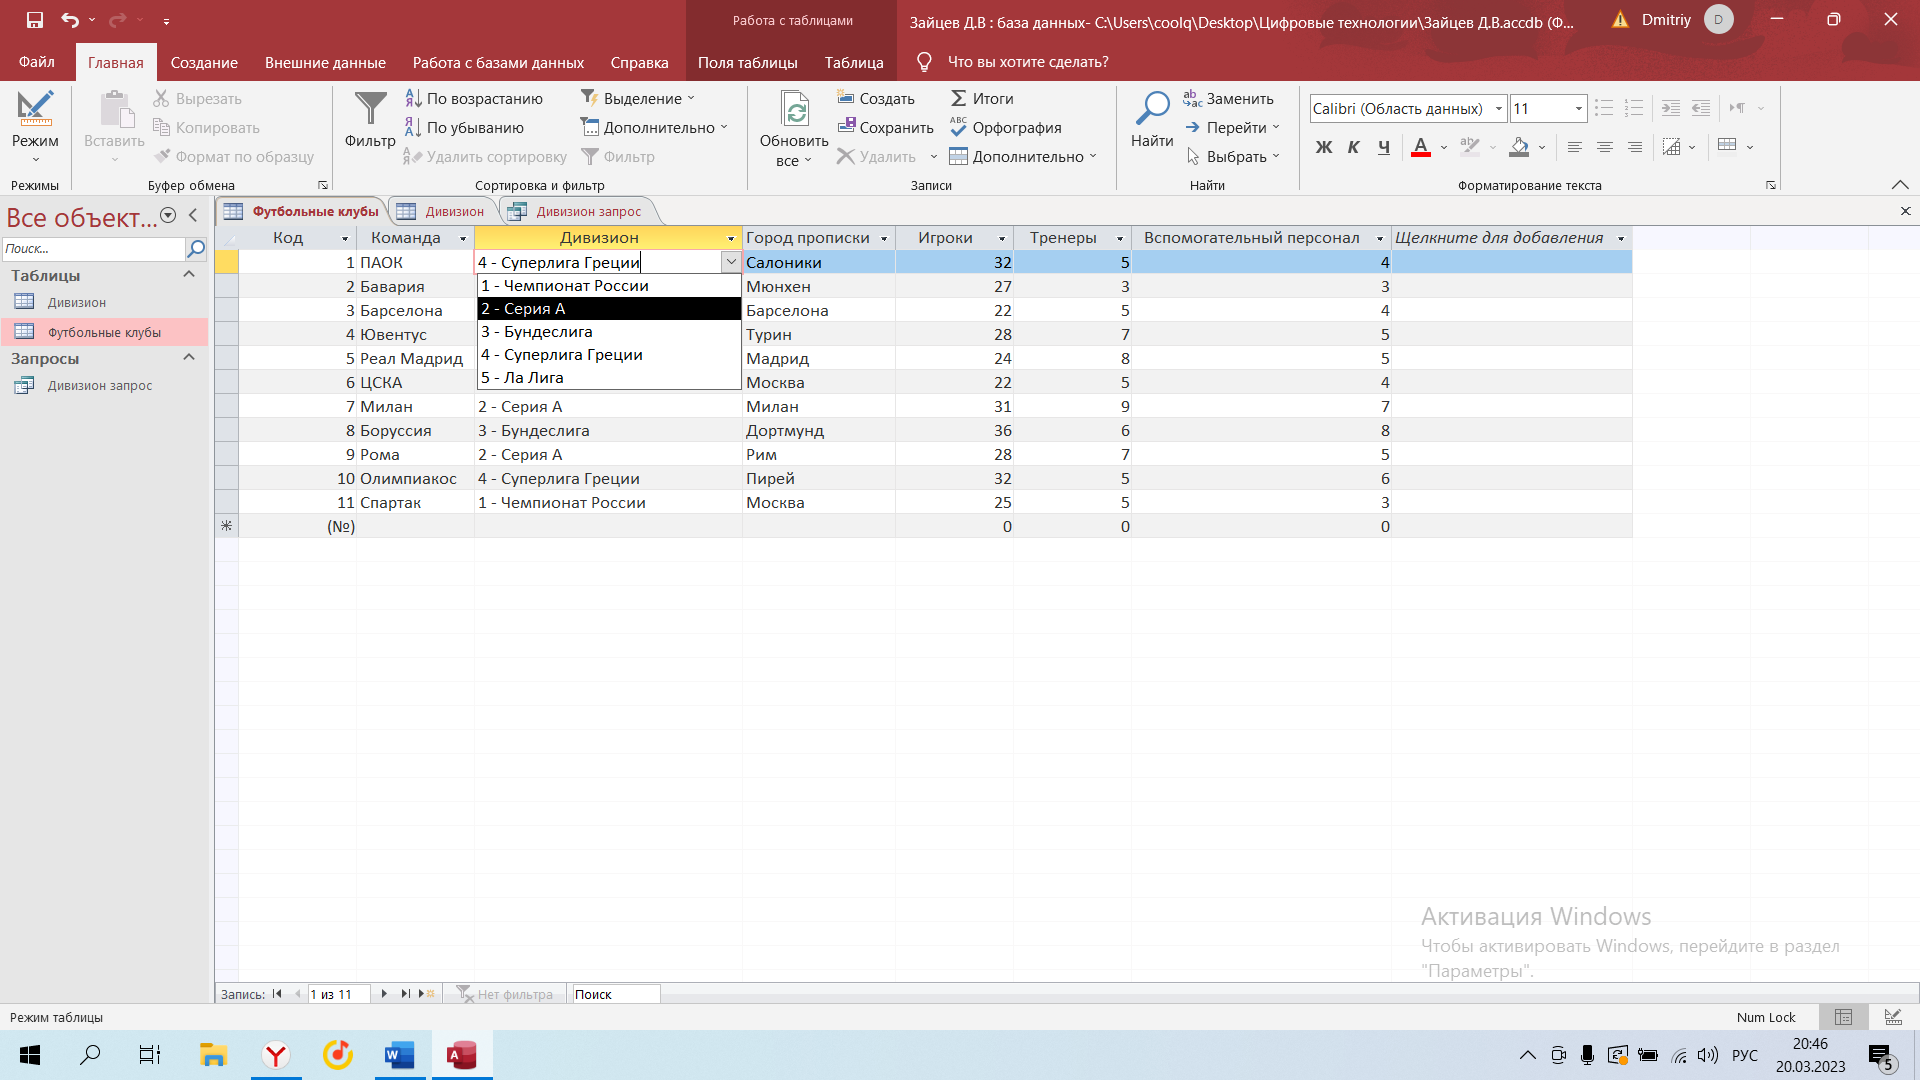 Работа с таблицами
Зайцев Д.В : база данных- C:\Users\coolq\Desktop\Цифровые технологии\Зайцев Д.В.accdb (Ф...
Dmitriy
D
Файл Главная Создание Внешние данные Работа с базами данных Справка Поля таблицы Таблица Что вы хотите сделать?
Режим
Режимы
Вставить
Вырезать
Копировать
Формат по образцу
Буфер обмена
Фильтр
По возрастанию
По убыванию
Удалить сортировку
Выделение
Дополнительно
Фильтр
Сортировка и фильтр
Обновить
все
Создать
Сохранить
Удалить
Итоги
Орфография
Дополнительно
Записи
Найти
Заменить
Перейти
Выбрать
Найти
Calibri (Область данных) 11
Ж К Ч А
Форматирование текста
Все объект...
Поиск...
Таблицы
Дивизион
Футбольные клубы
Запросы
Дивизион запрос
Футбольные клубы Дивизион Дивизион запрос
Код Команда Дивизион Город прописки Игроки Тренеры Вспомогательный персонал Щелкните для добавления
1 ПАОК 4 - Суперлига Греции Салоники 32 5 4
2 Бавария 1 - Чемпионат России Мюнхен 27 3 3
3 Барселона 2 - Серия А Барселона 22 5 4
4 Ювентус 3 - Бундеслига Турин 28 7 5
5 Реал Мадрид 4 - Суперлига Греции Мадрид 24 8 5
6 ЦСКА 5 - Ла Лига Москва 22 5 4
7 Милан 2 - Серия А Милан 31 9 7
8 Боруссия 3 - Бундеслига Дортмунд 36 6 8
9 Рома 2 - Серия А Рим 28 7 5
10 Олимпиакос 4 - Суперлига Греции Пирей 32 5 6
11 Спартак 1 - Чемпионат России Москва 25 5 3
(№) 0 0 0
Активация Windows
Чтобы активировать Windows, перейдите в раздел
"Параметры".
Запись: 1 из 11 Нет фильтра Поиск
Режим таблицы
Num Lock
РУС
20:46
20.03.2023
5